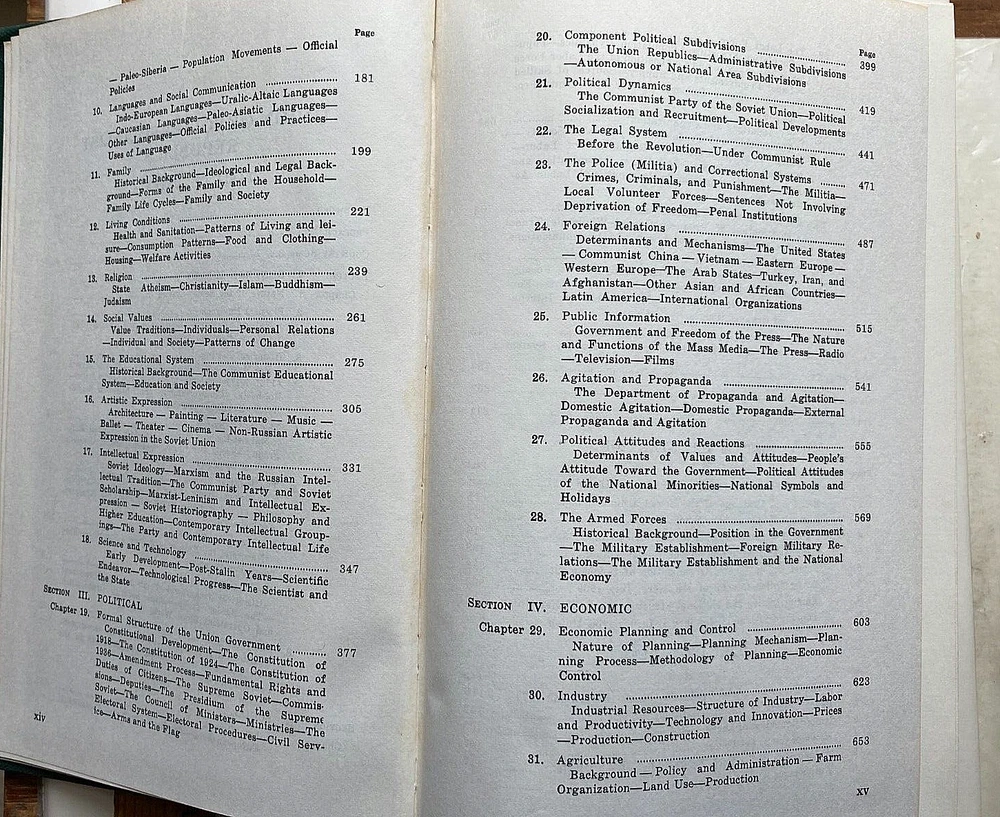 Page
— Paleo-Siberia — Population Movements — Official
Policies
10. Languages and Social Communication ........................ 181
Indo-European Languages—Uralic-Altaic Languages
—Caucasian Languages—Paleo-Asiatic Languages—
Other Languages—Official Policies and Practices—
Uses of Language
11. Family ........................ 199
Historical Background—Ideological and Legal Back-
ground—Forms of the Family and the Household—
Family Life Cycles—Family and Society
12. Living Conditions ........................ 221
Health and Sanitation—Patterns of Living and lei-
sure—Consumption Patterns—Food and Clothing—
Housing—Welfare Activities
13. Religion ........................ 239
State Atheism—Christianity—Islam—Buddhism—
Judaism
14. Social Values ........................ 261
Value Traditions—Individuals—Personal Relations
—Individual and Society—Patterns of Change
15. The Educational System ........................ 275
Historical Background—The Communist Educational
System—Education and Society
16. Artistic Expression ........................ 305
Architecture — Painting — Literature — Music —
Ballet — Theater — Cinema — Non-Russian Artistic
Expression in the Soviet Union
17. Intellectual Expression ........................ 331
Soviet Ideology—Marxism and the Russian Intel-
lectual Tradition—The Communist Party and Soviet
Scholarship—Marxist-Leninism and Intellectual Ex-
pression — Soviet Historiography — Philosophy and
Higher Education—Contemporary Intellectual Group-
ings—The Party and Contemporary Intellectual Life
18. Science and Technology ........................ 347
Early Development—Post-Stalin Years—Scientific
Endeavor—Technological Progress—The Scientist and
the State
SECTION III. POLITICAL
Chapter 19. Formal Structure of the Union Government .......... 377
Constitutional Development—The Constitution of
1918—The Constitution of 1924—The Constitution of
1936—Amendment Process—Fundamental Rights and
Duties of Citizens—The Supreme Soviet—Commis-
sions—Deputies—The Presidium of the Supreme
Soviet—The Council of Ministers—Ministries—The
Electoral System—Electoral Procedures—Civil Serv-
ice—Arms and the Flag
xiv
Page
20. Component Political Subdivisions ........................ 399
The Union Republics—Administrative Subdivisions
—Autonomous or National Area Subdivisions
21. Political Dynamics ........................ 419
The Communist Party of the Soviet Union—Political
Socialization and Recruitment—Political Developments
22. The Legal System ........................ 441
Before the Revolution—Under Communist Rule
23. The Police (Militia) and Correctional Systems ........ 471
Crimes, Criminals, and Punishment—The Militia—
Local Volunteer Forces—Sentences Not Involving
Deprivation of Freedom—Penal Institutions
24. Foreign Relations ........................ 487
Determinants and Mechanisms—The United States
— Communist China — Vietnam — Eastern Europe —
Western Europe—The Arab States—Turkey, Iran, and
Afghanistan—Other Asian and African Countries—
Latin America—International Organizations
25. Public Information ........................ 515
Government and Freedom of the Press—The Nature
and Functions of the Mass Media—The Press—Radio
—Television—Films
26. Agitation and Propaganda ........................ 541
The Department of Propaganda and Agitation—
Domestic Agitation—Domestic Propaganda—External
Propaganda and Agitation
27. Political Attitudes and Reactions ........................ 555
Determinants of Values and Attitudes—People's
Attitude Toward the Government—Political Attitudes
of the National Minorities—National Symbols and
Holidays
28. The Armed Forces ........................ 569
Historical Background—Position in the Government
—The Military Establishment—Foreign Military Re-
lations—The Military Establishment and the National
Economy
SECTION IV. ECONOMIC
Chapter 29. Economic Planning and Control ........................ 603
Nature of Planning—Planning Mechanism—Plan-
ning Process—Methodology of Planning—Economic
Control
30. Industry ........................ 623
Industrial Resources—Structure of Industry—Labor
and Productivity—Technology and Innovation—Prices
—Production—Construction
31. Agriculture ........................ 653
Background — Policy and Administration — Farm
Organization—Land Use—Production
xv